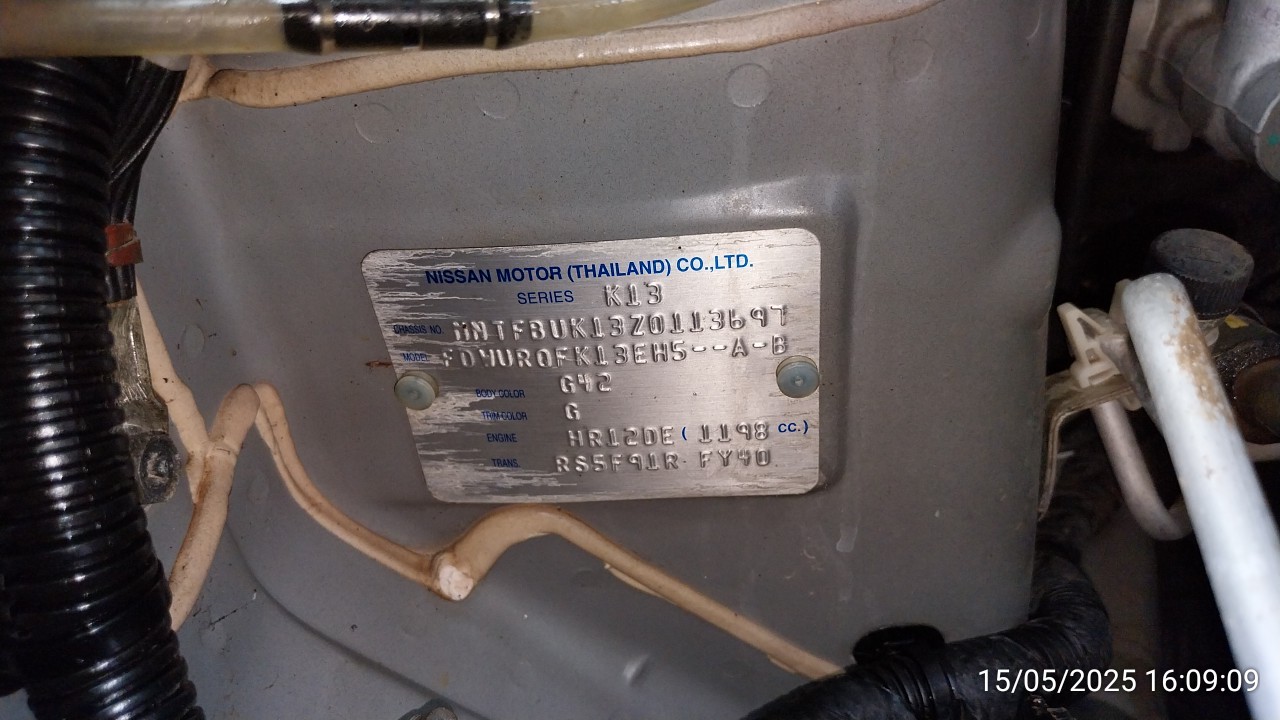 NISSAN MOTOR (THAILAND) CO.,LTD.
SERIES K13
CHASSIS NO. MNTFBUK13Z0113697
MODEL FDYURQFK13EH5--A-B
BODY COLOR G42
TRIM COLOR G
ENGINE HR12DE ( 1198 CC.)
TRANS. RS5F91R FY40
15/05/2025 16:09:09